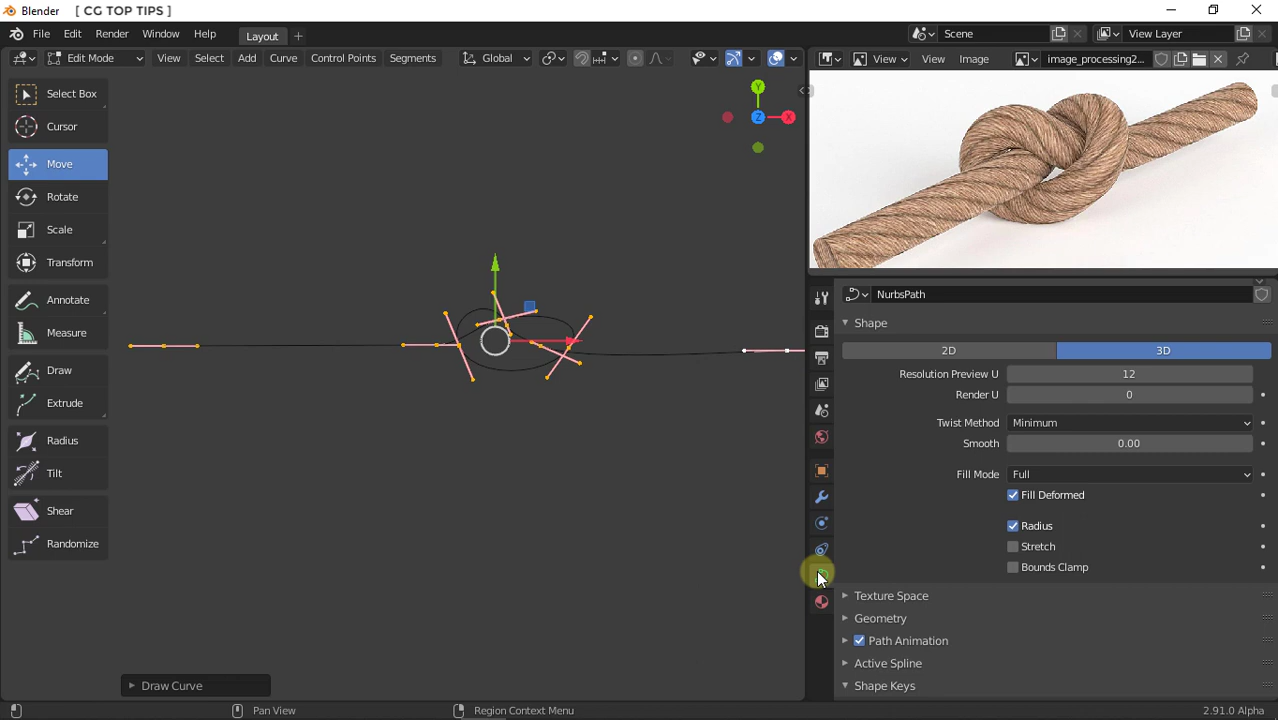 Blender [ CG TOP TIPS ]
File Edit Render Window Help Layout + Scene View Layer
Edit Mode View Select Add Curve Control Points Segments Global View View Image image_processing2...
Select Box
Cursor
Move
Rotate
Scale
Transform
Annotate
Measure
Draw
Extrude
Radius
Tilt
Shear
Randomize
Y
Z
X
Draw Curve
NurbsPath
Shape
2D 3D
Resolution Preview U 12
Render U 0
Twist Method Minimum
Smooth 0.00
Fill Mode Full
Fill Deformed
Radius
Stretch
Bounds Clamp
Texture Space
Geometry
Path Animation
Active Spline
Shape Keys
Pan View Region Context Menu 2.91.0 Alpha